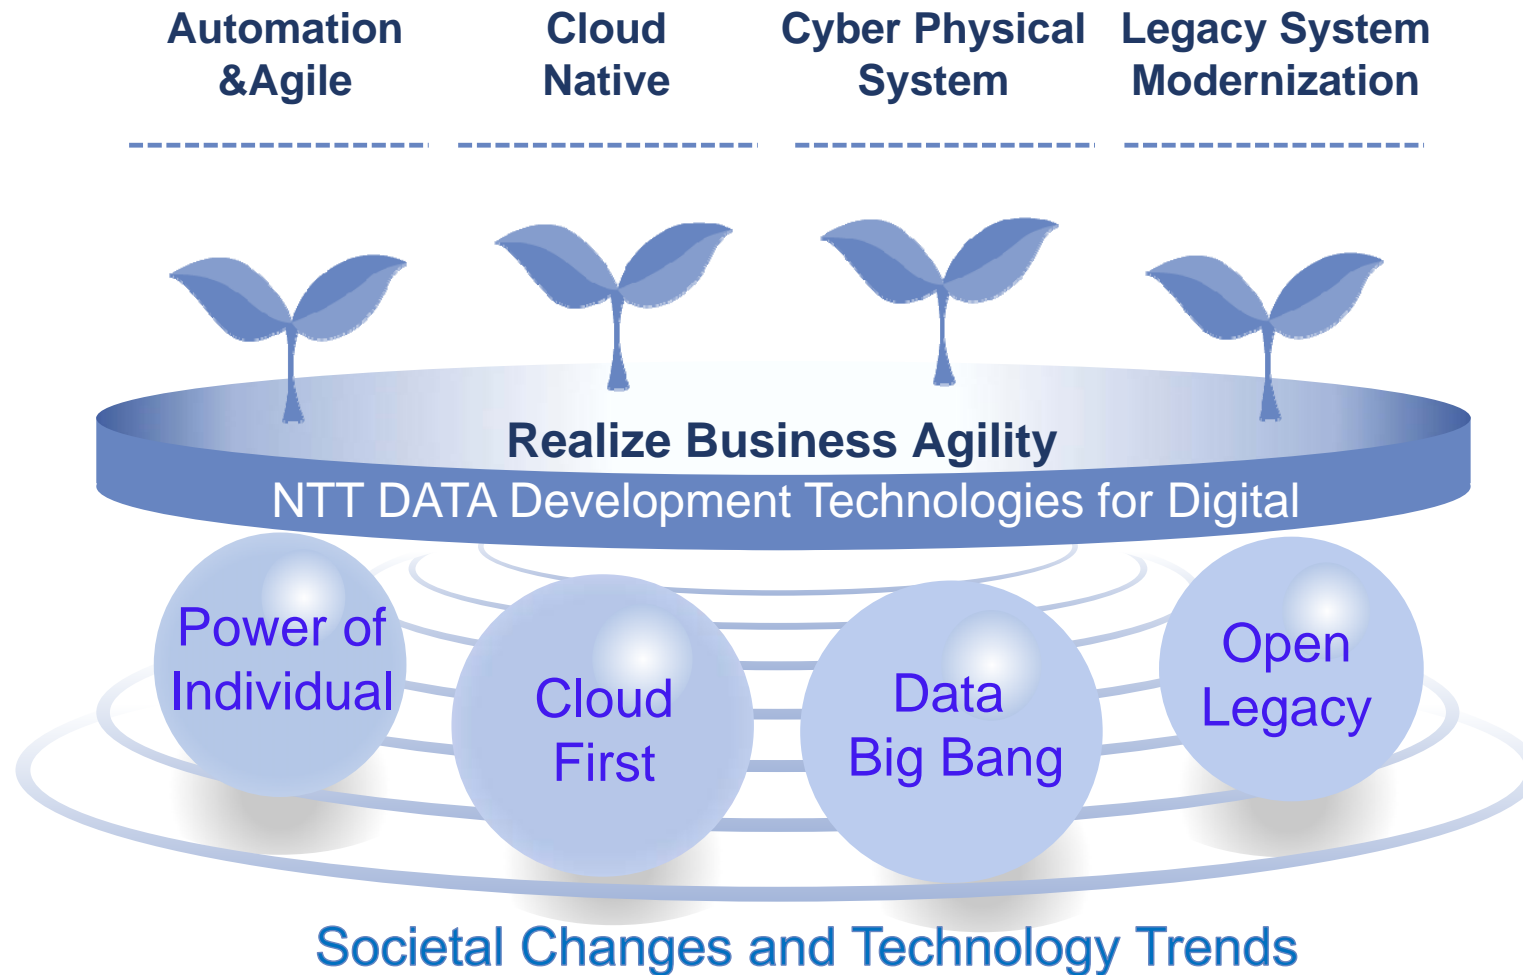 Automation
&Agile
Cloud
Native
Cyber Physical
System
Legacy System
Modernization
Realize Business Agility
NTT DATA Development Technologies for Digital
Power of
Individual
Cloud
First
Data
Big Bang
Open
Legacy
Societal Changes and Technology Trends